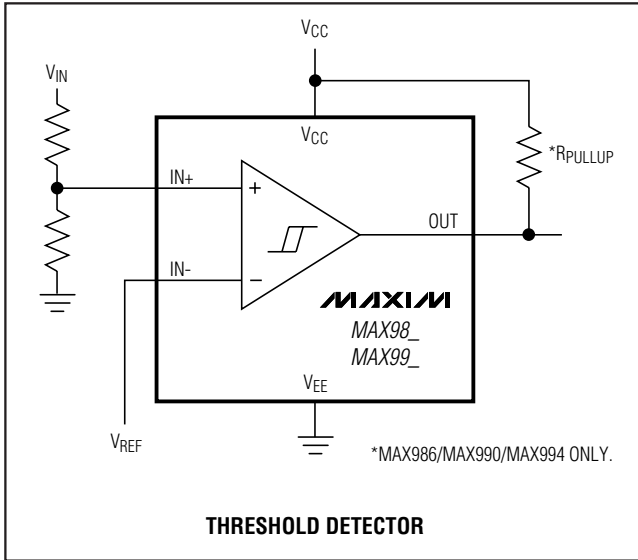 VCC
VIN
VCC
*RPULLUP
IN+
+
OUT
IN-
−
MAXIM
MAX98_
MAX99_
VEE
VREF
*MAX986/MAX990/MAX994 ONLY.
THRESHOLD DETECTOR